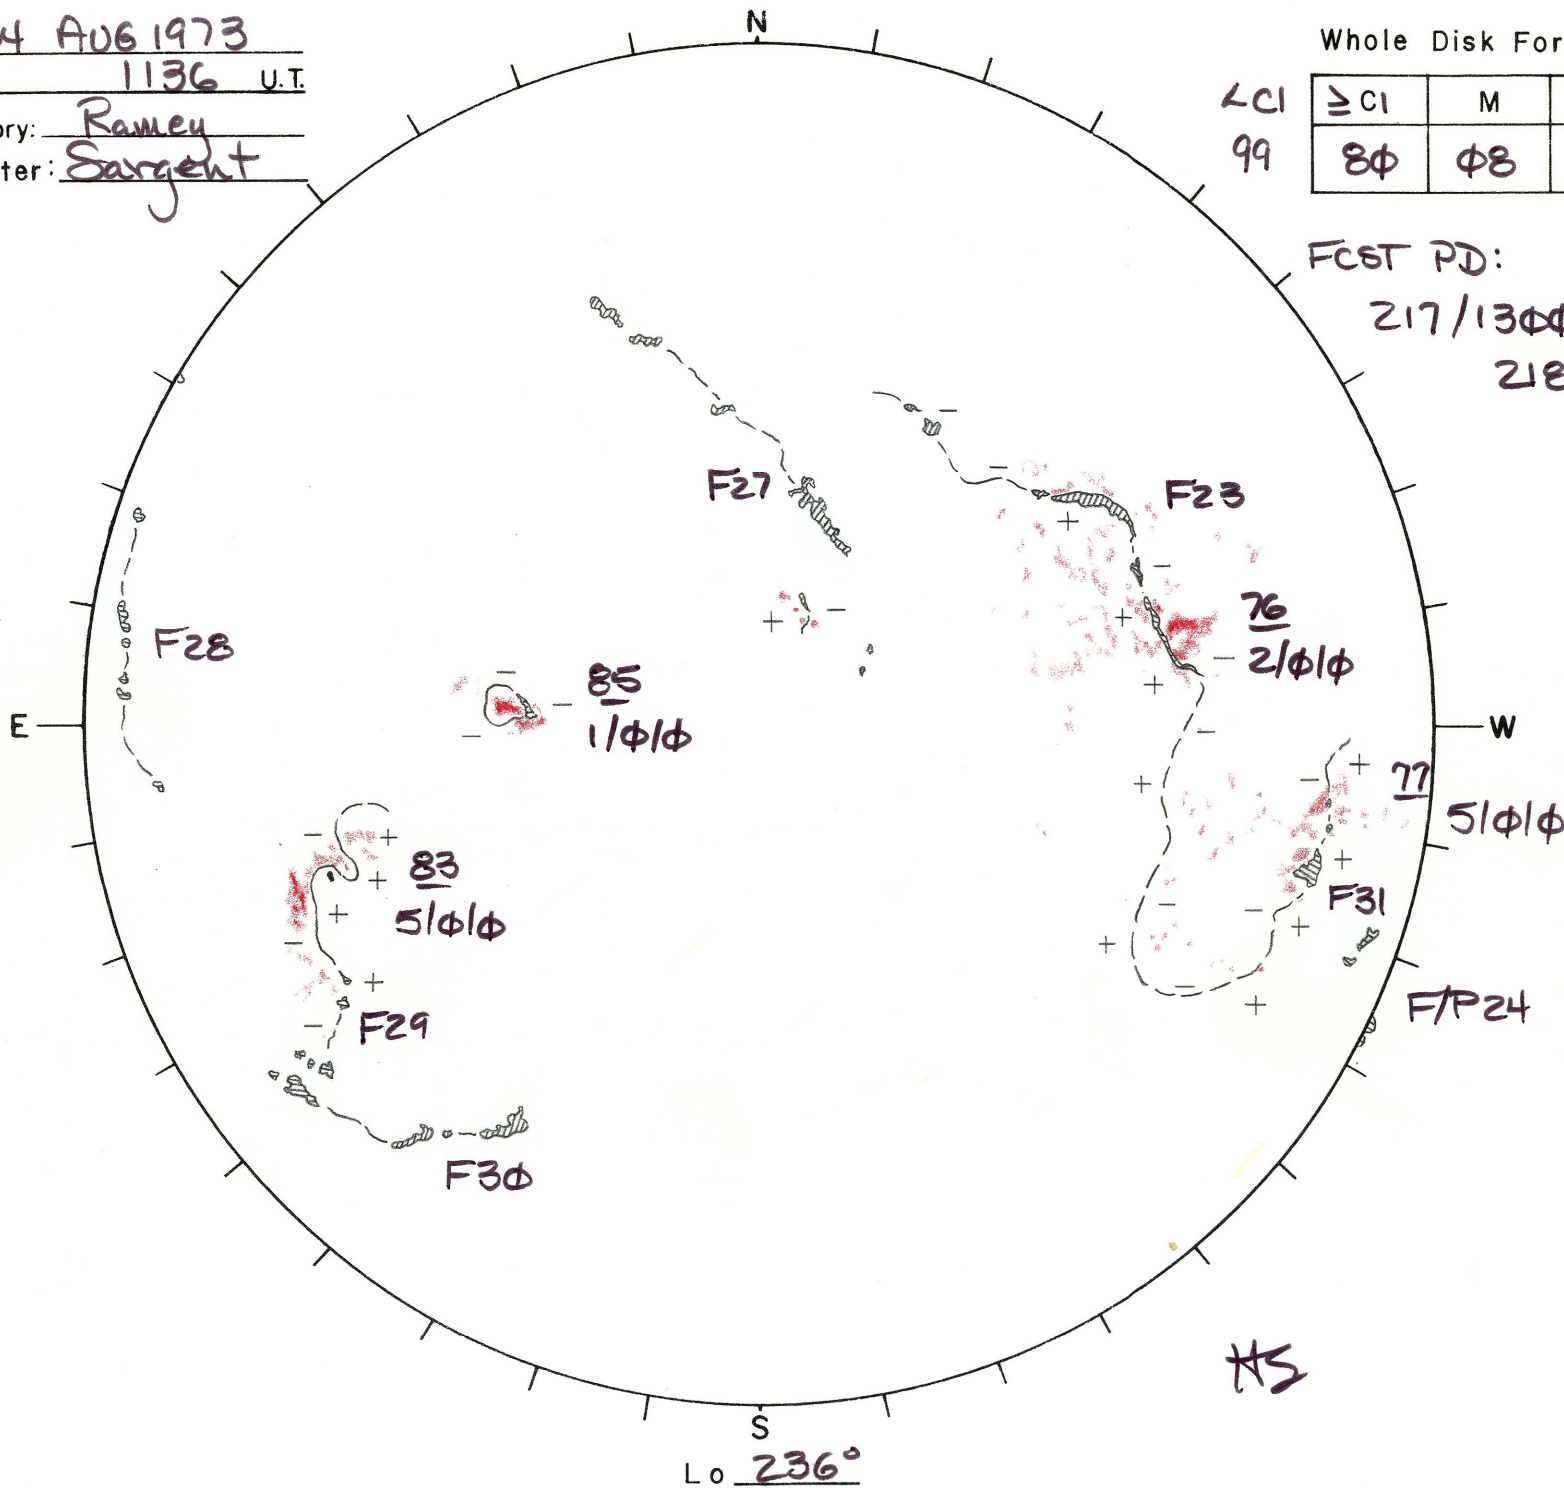 4 AUG 1973
1136 U.T.
ory: Ramey
ter: Sargent
N
Whole Disk For
<C1 ≥C1 M
99 8ϕ ϕ8
FCST PD:
217/13ϕϕ
218
F27
F23
76
2/ϕ/ϕ
F28
85
1/ϕ/ϕ
E
W
77
5/ϕ/ϕ
83
5/ϕ/ϕ
F31
F29
F/P24
F3ϕ
HS
S
Lo 236°